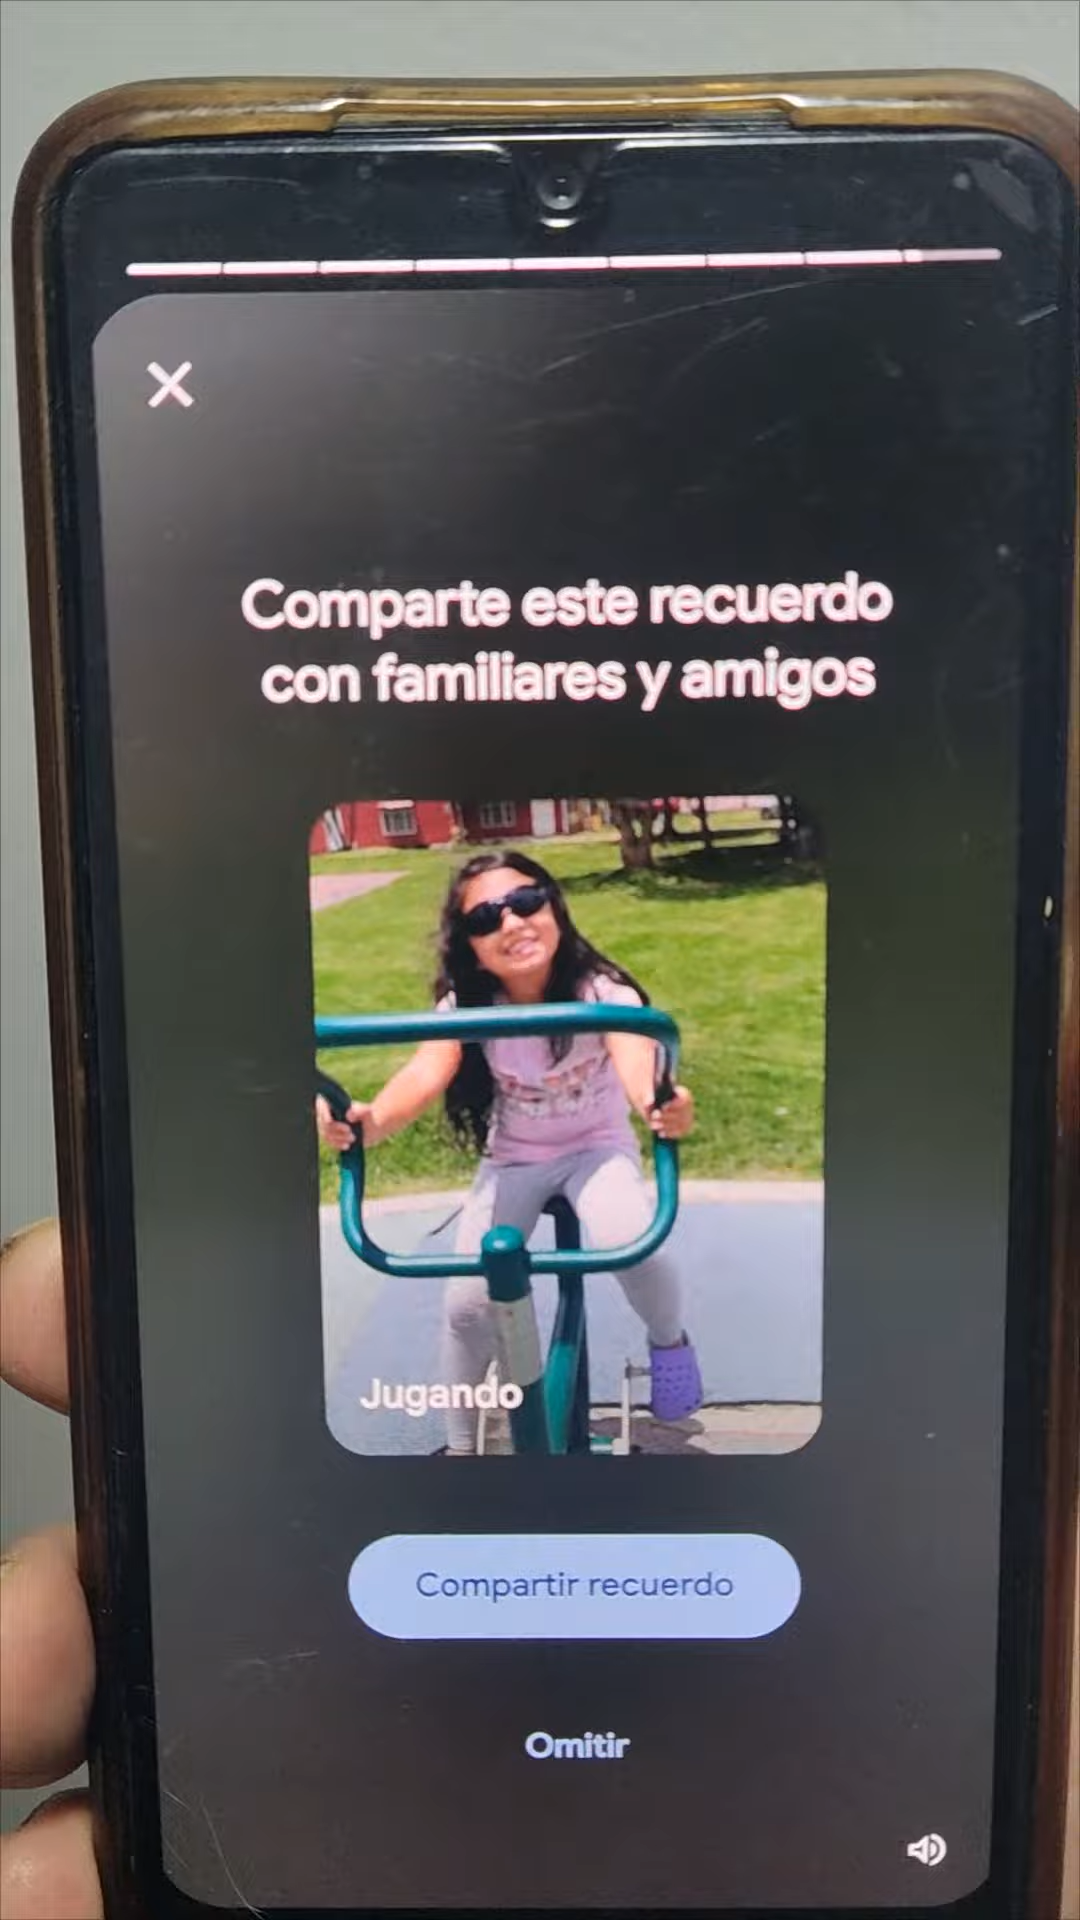 Comparte este recuerdo
con familiares y amigos
Jugando
Compartir recuerdo
Omitir